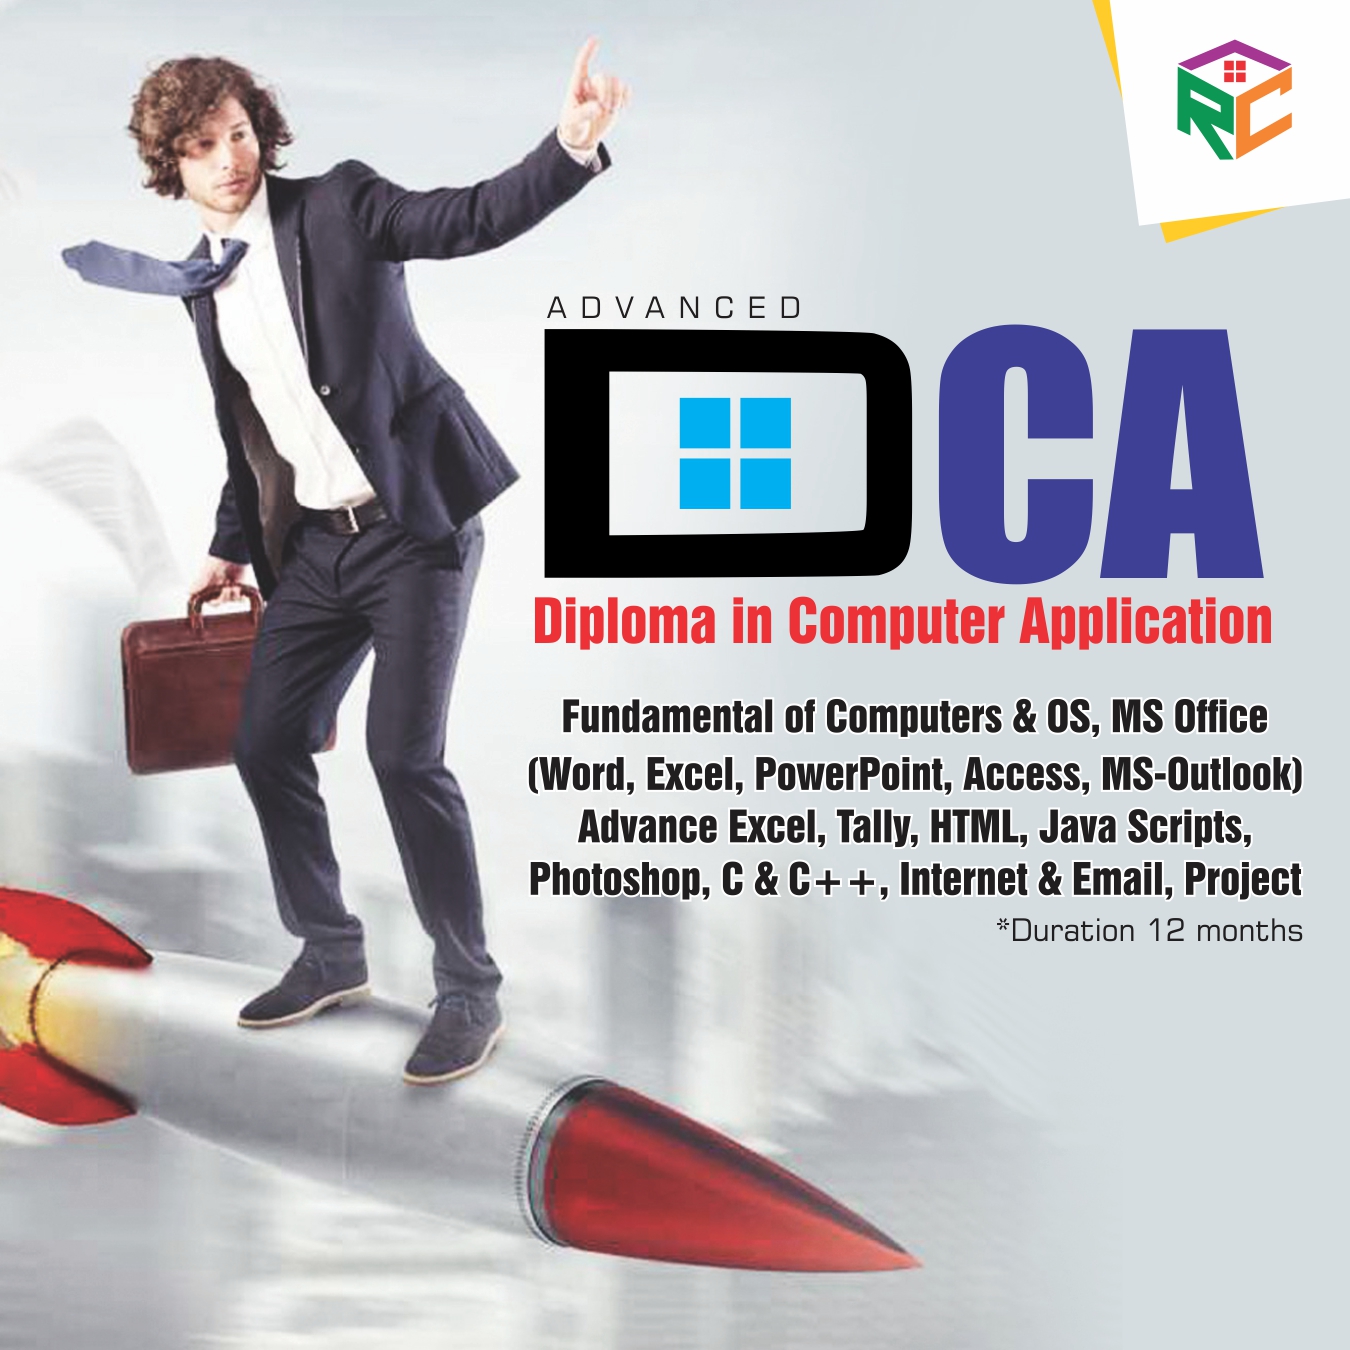 RC
ADVANCED
DCA
Diploma in Computer Application
Fundamental of Computers & OS, MS Office
(Word, Excel, PowerPoint, Access, MS-Outlook)
Advance Excel, Tally, HTML, Java Scripts,
Photoshop, C & C++, Internet & Email, Project
*Duration 12 months